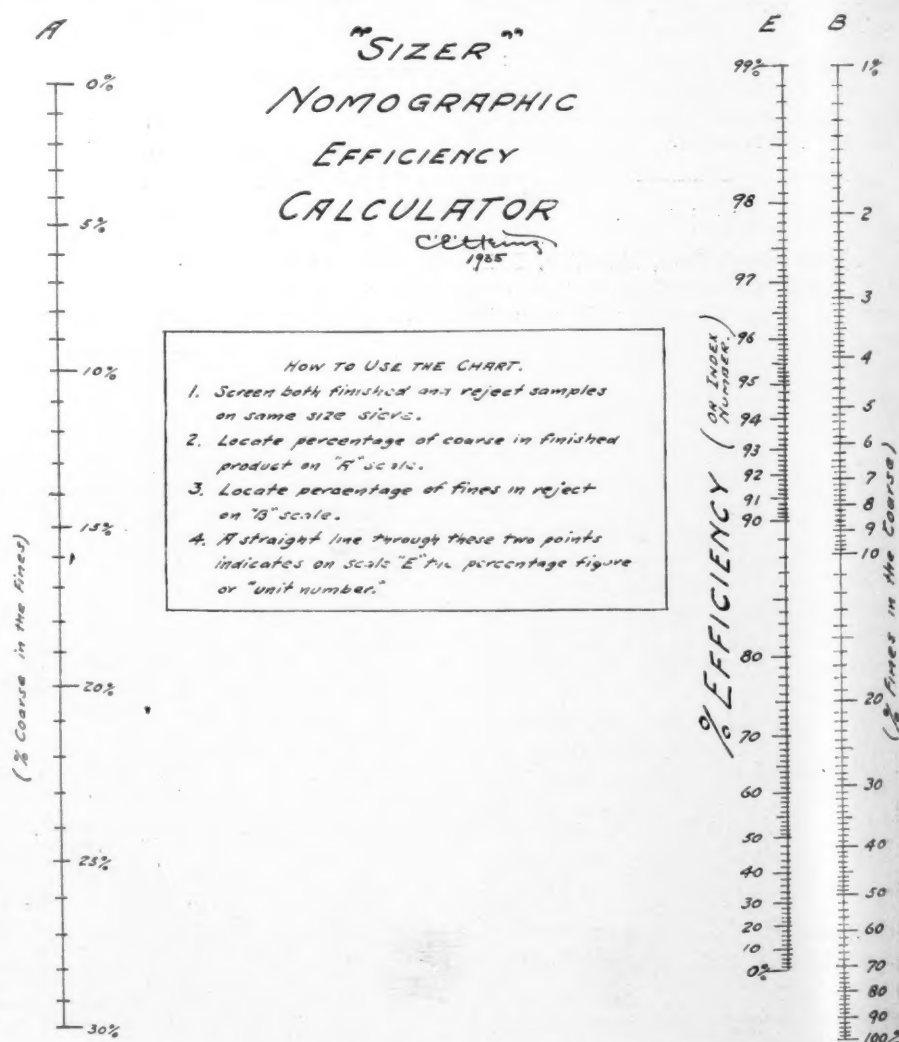 A
"SIZER"
NOMOGRAPHIC
EFFICIENCY
CALCULATOR
1935
E
B
HOW TO USE THE CHART.
1. Screen both finished and reject samples
on same size sieve.
2. Locate percentage of coarse in finished
product on "A" scale.
3. Locate percentage of fines in reject
on "B" scale.
4. A straight line through these two points
indicates on scale "E" the percentage figure
or "unit number."
(% Coarse in the Fines)
0%
5%
10%
15%
20%
25%
30%
% EFFICIENCY (OR INDEX
NUMBER.)
99%
98
97
96
95
94
93
92
91
90
80
70
60
50
40
30
20
10
0%
1%
2
3
4
5
6
7
8
9
10
20
30
40
50
60
70
80
90
100%
(% Fines in the Coarse)